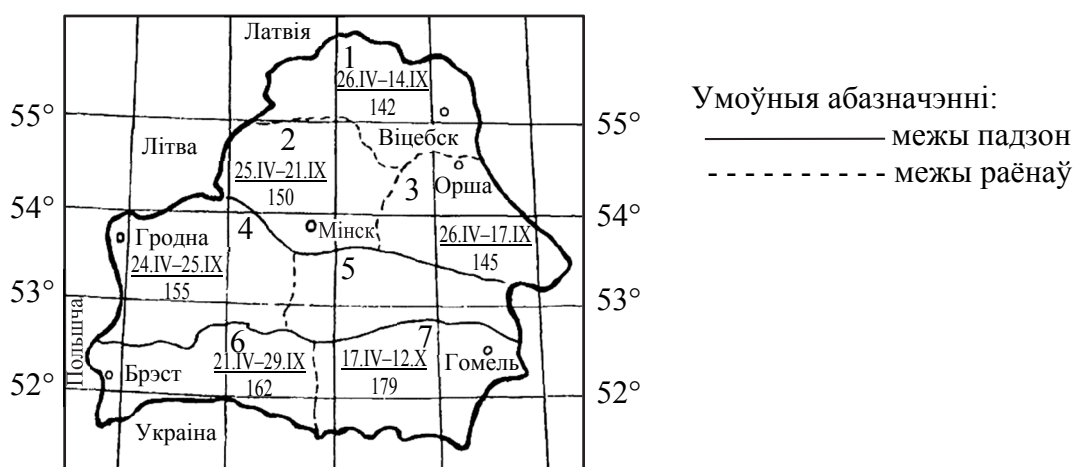 Латвія
1
26.IV–14.IX
142
55°
55°
Умоўныя абазначэнні:
межы падзон
межы раёнаў
Літва
2
Віцебск
25.IV–21.IX
150
3
Орша
54°
54°
4
Мінск
Гродна
26.IV–17.IX
145
24.IV–25.IX
155
5
53°
53°
Польшча
6
7
21.IV–29.IX
162
17.IV–12.X
179
Гомель
Брэст
52°
52°
Украіна